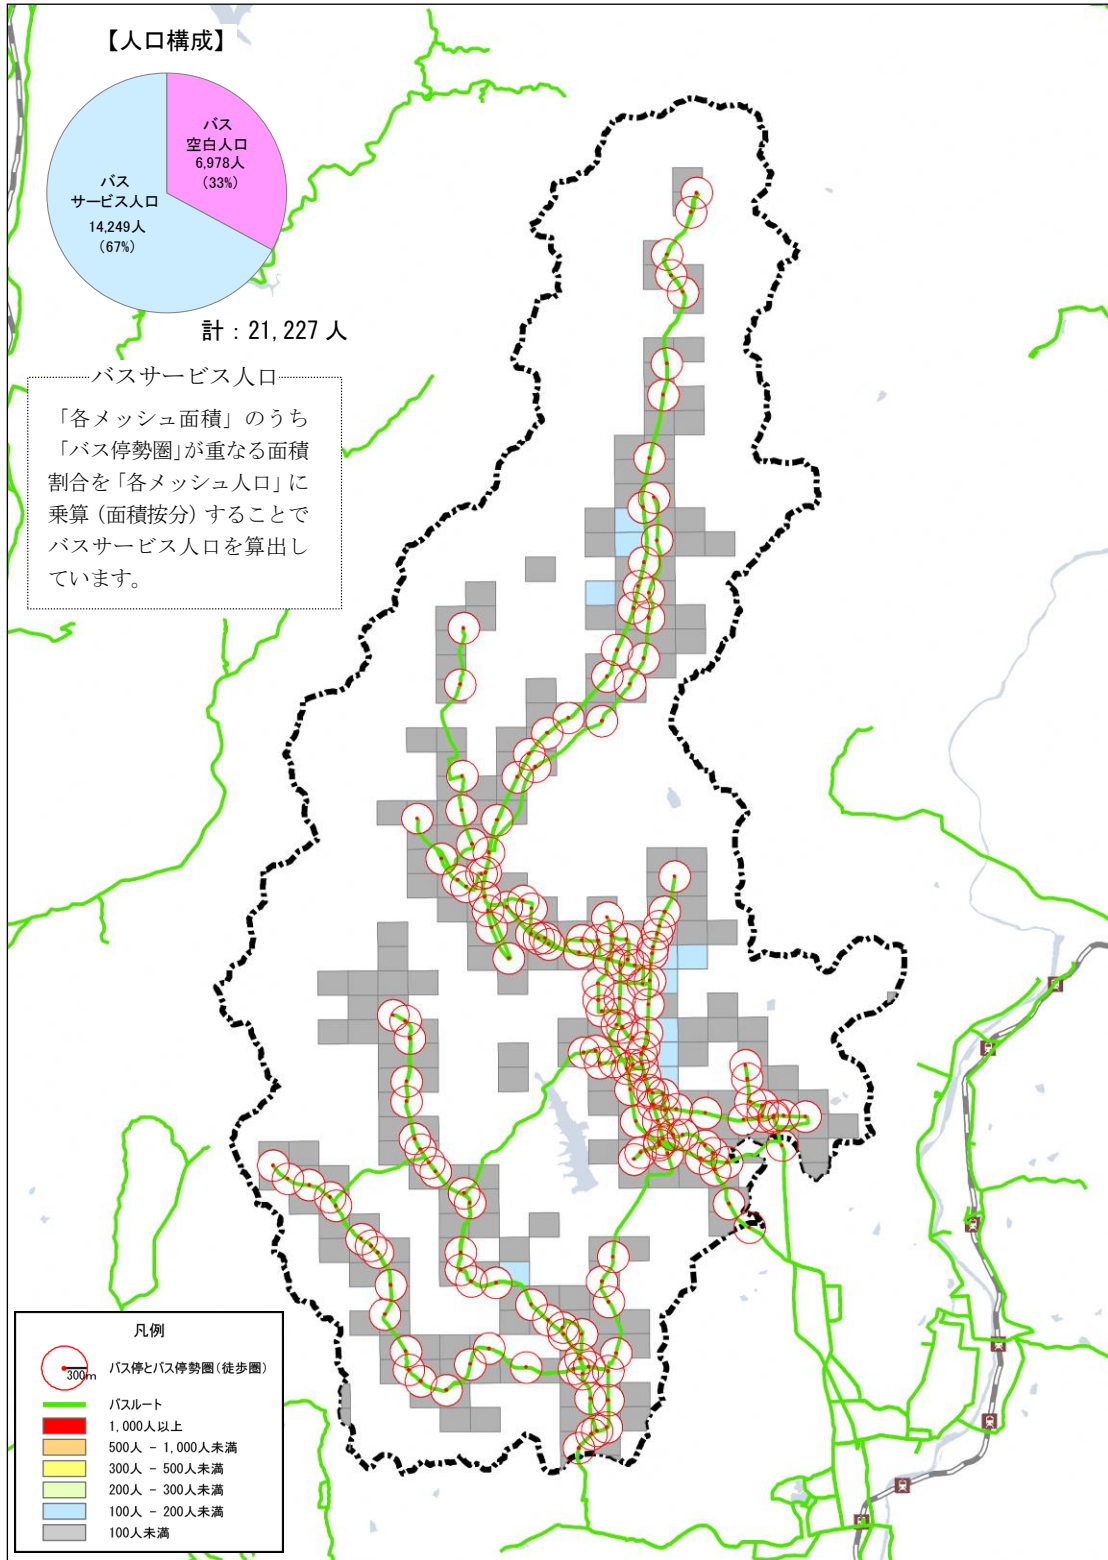 【人口構成】
バス
空白人口
6,978人
(33%)
バス
サービス人口
14,249人
(67%)
計：21,227 人
バスサービス人口
「各メッシュ面積」のうち
「バス停勢圏」が重なる面積
割合を「各メッシュ人口」に
乗算（面積按分）することで
バスサービス人口を算出し
ています。
凡例
300m
バス停とバス停勢圏（徒歩圏）
バスルート
1,000人以上
500人 － 1,000人未満
300人 － 500人未満
200人 － 300人未満
100人 － 200人未満
100人未満